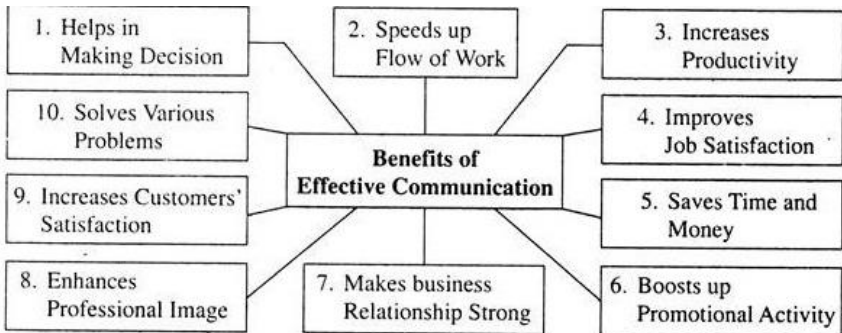 1. Helps in
Making Decision
2. Speeds up
Flow of Work
3. Increases
Productivity
10. Solves Various
Problems
4. Improves
Job Satisfaction
Benefits of
Effective Communication
9. Increases Customers'
Satisfaction
5. Saves Time and
Money
8. Enhances
Professional Image
7. Makes business
Relationship Strong
6. Boosts up
Promotional Activity